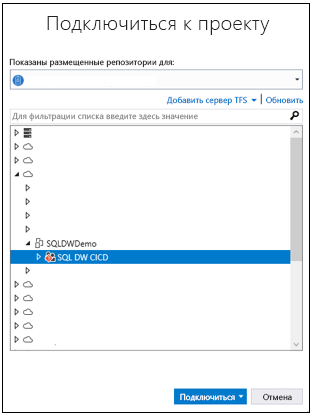 Подключиться к проекту
Показаны размещенные репозитории для:
Добавить сервер TFS | Обновить
Для фильтрации списка введите здесь значение
SQLDWDemo
SQL DW CICD
Подключиться
Отмена